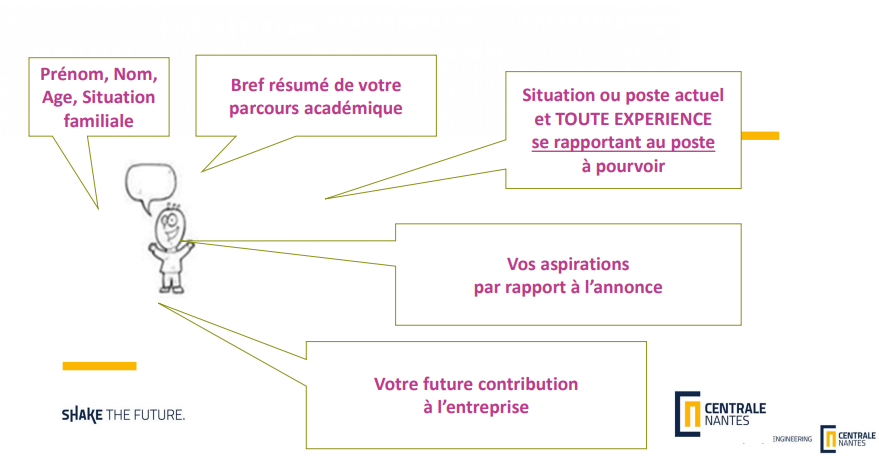 Prénom, Nom,
Age, Situation
familiale
Bref résumé de votre
parcours académique
Situation ou poste actuel
et TOUTE EXPERIENCE
se rapportant au poste
à pourvoir
Vos aspirations
par rapport à l’annonce
Votre future contribution
à l’entreprise
SHAKE THE FUTURE.
CENTRALE
NANTES
ENGINEERING
CENTRALE
NANTES